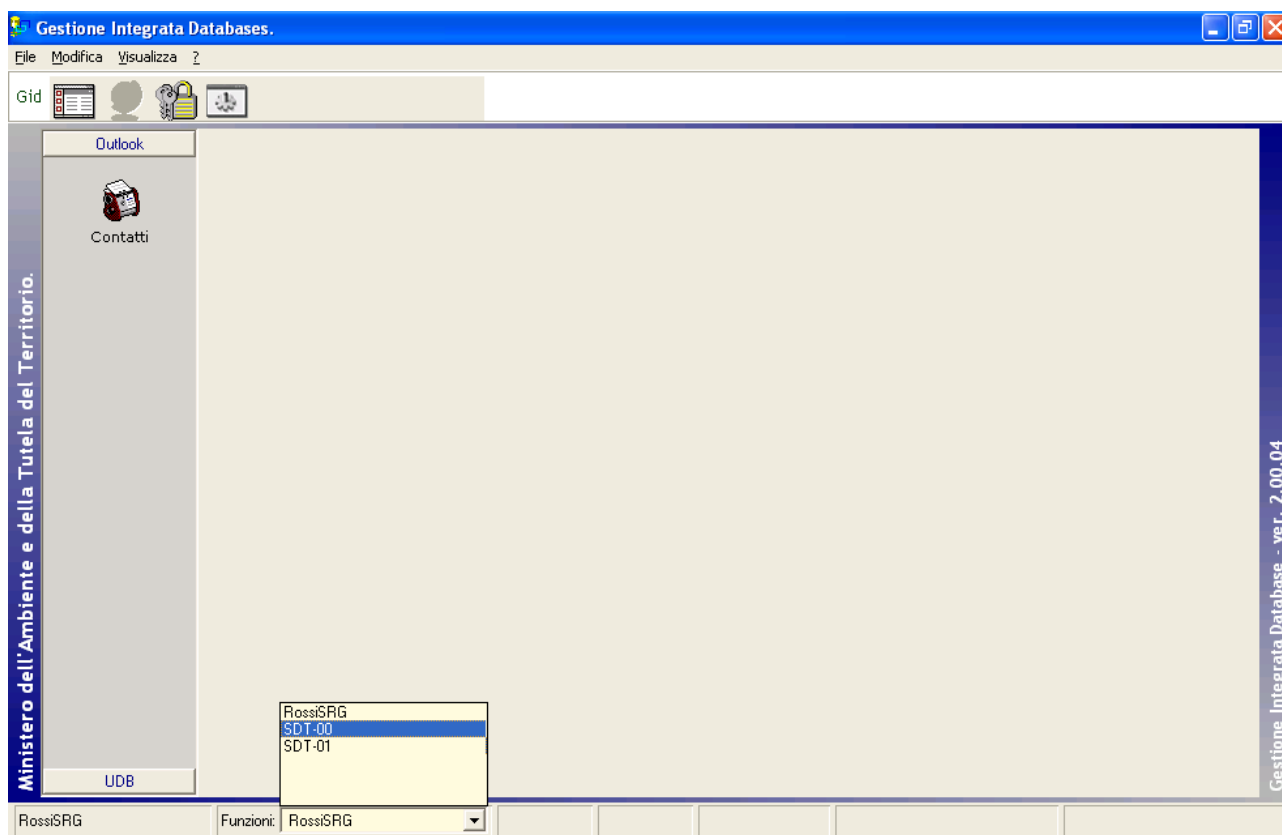 Gestione Integrata Databases.
File Modifica Visualizza ?
Gid
Outlook
Contatti
Ministero dell'Ambiente e della Tutela del Territorio.
Gestione Integrata Database - ver. 2.00.04
UDB
RossiSRG
SDT-00
SDT-01
RossiSRG Funzioni: RossiSRG